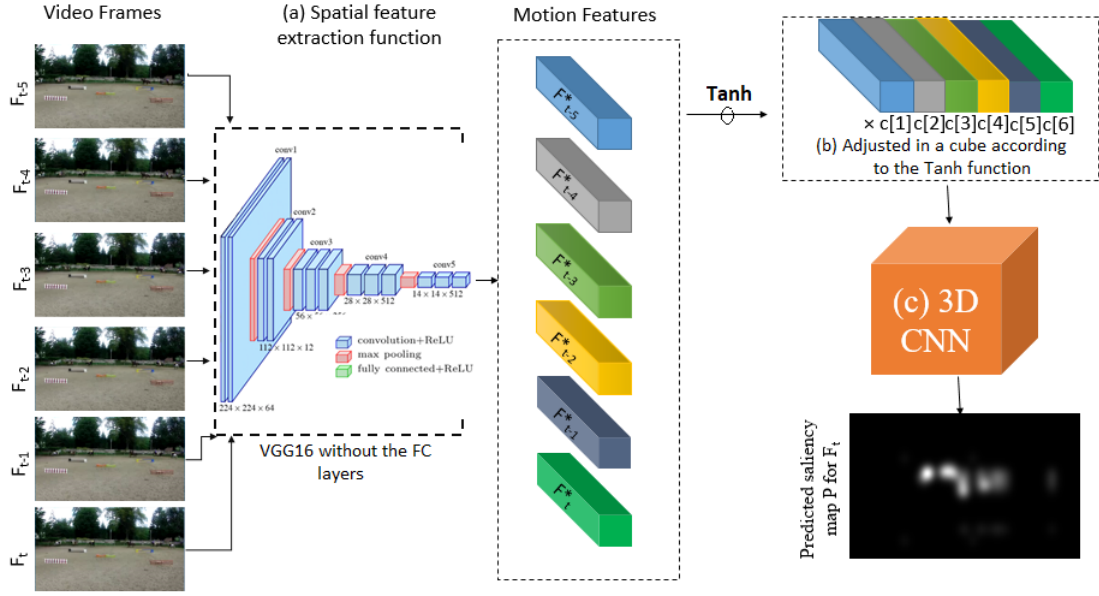 Video Frames
(a) Spatial feature
extraction function
Motion Features
F t-5
F t-4
F t-3
F t-2
F t-1
F t
conv1
conv2
conv3
conv4
conv5
14 × 14 × 512
28 × 28 × 512
56 ×
112 × 112 × 12
224 × 224 × 64
convolution+ReLU
max pooling
fully connected+ReLU
VGG16 without the FC
layers
F* t-5
F* t-4
F* t-3
F* t-2
F* t-1
F* t
Tanh
× c[1] c[2] c[3] c[4] c[5] c[6]
(b) Adjusted in a cube according
to the Tanh function
(c) 3D
CNN
Predicted saliency
map P for F t